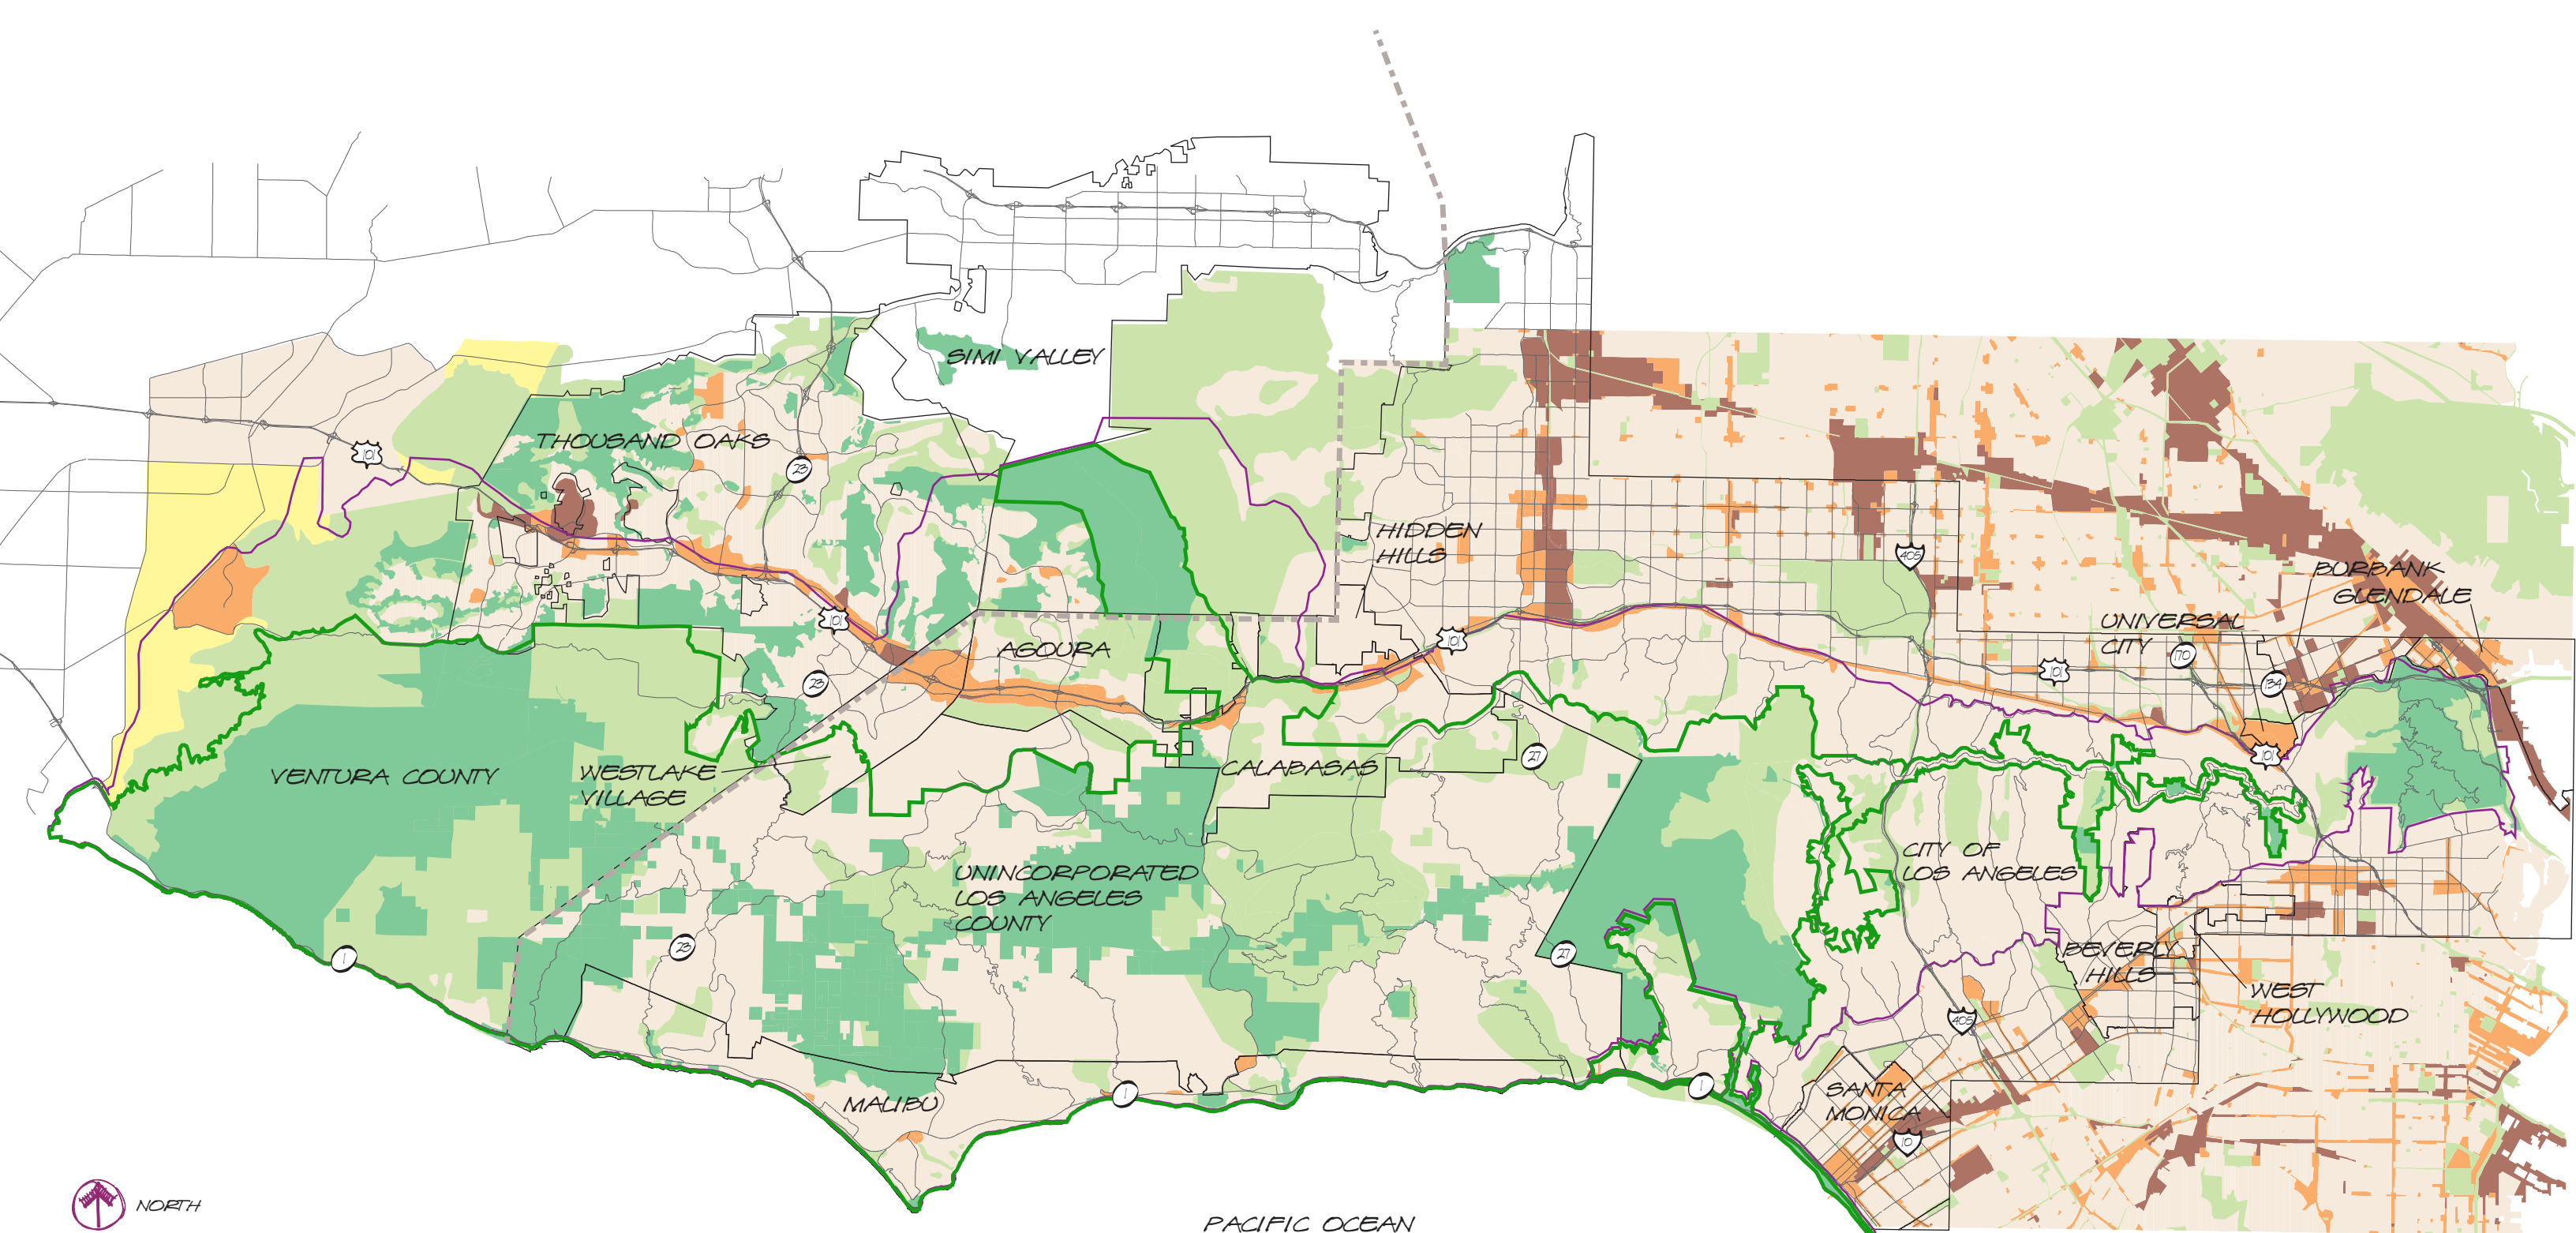 SIMI VALLEY
THOUSAND OAKS
101
23
HIDDEN
HILLS
405
BURBANK
GLENDALE
UNIVERSAL
CITY
101
101
101
170
134
AGOURA
23
VENTURA COUNTY
WESTLAKE
VILLAGE
CALABASAS
27
101
UNINCORPORATED
LOS ANGELES
COUNTY
CITY OF
LOS ANGELES
23
1
27
BEVERLY
HILLS
WEST
HOLLYWOOD
405
MALIBU
1
1
SANTA
MONICA
10
NORTH
PACIFIC OCEAN